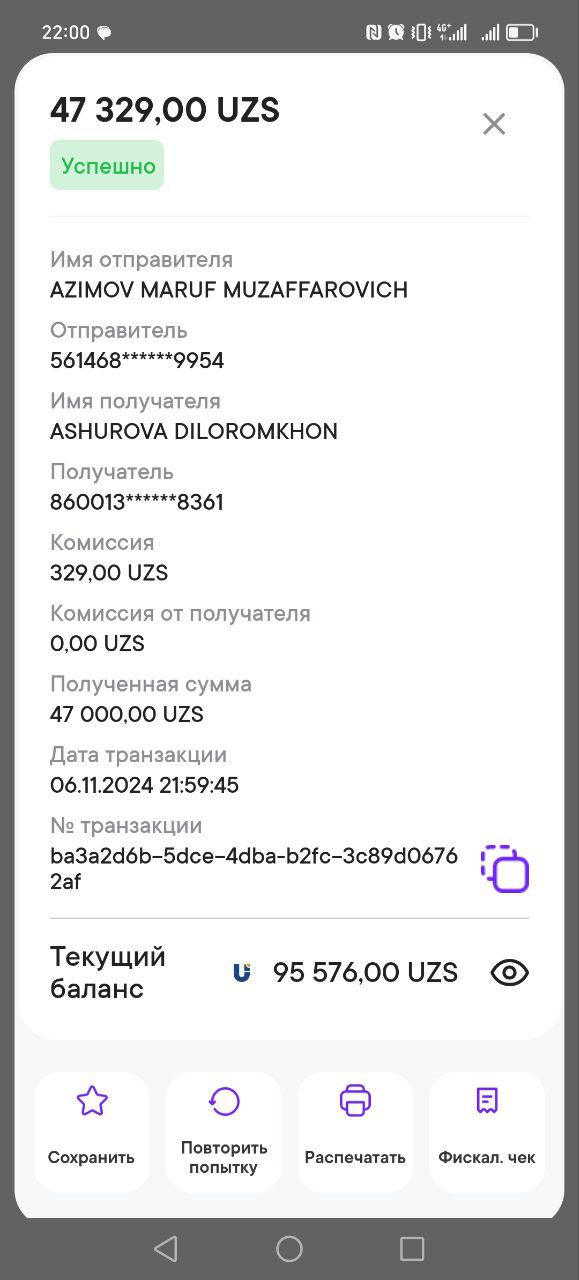 22:00
4G+
47 329,00 UZS
Успешно
Имя отправителя
AZIMOV MARUF MUZAFFAROVICH
Отправитель
561468******9954
Имя получателя
ASHUROVA DILOROMKHON
Получатель
860013******8361
Комиссия
329,00 UZS
Комиссия от получателя
0,00 UZS
Полученная сумма
47 000,00 UZS
Дата транзакции
06.11.2024 21:59:45
№ транзакции
ba3a2d6b-5dce-4dba-b2fc-3c89d0676
2af
Текущий
баланс
95 576,00 UZS
Сохранить
Повторить
попытку
Распечатать
Фискал. чек